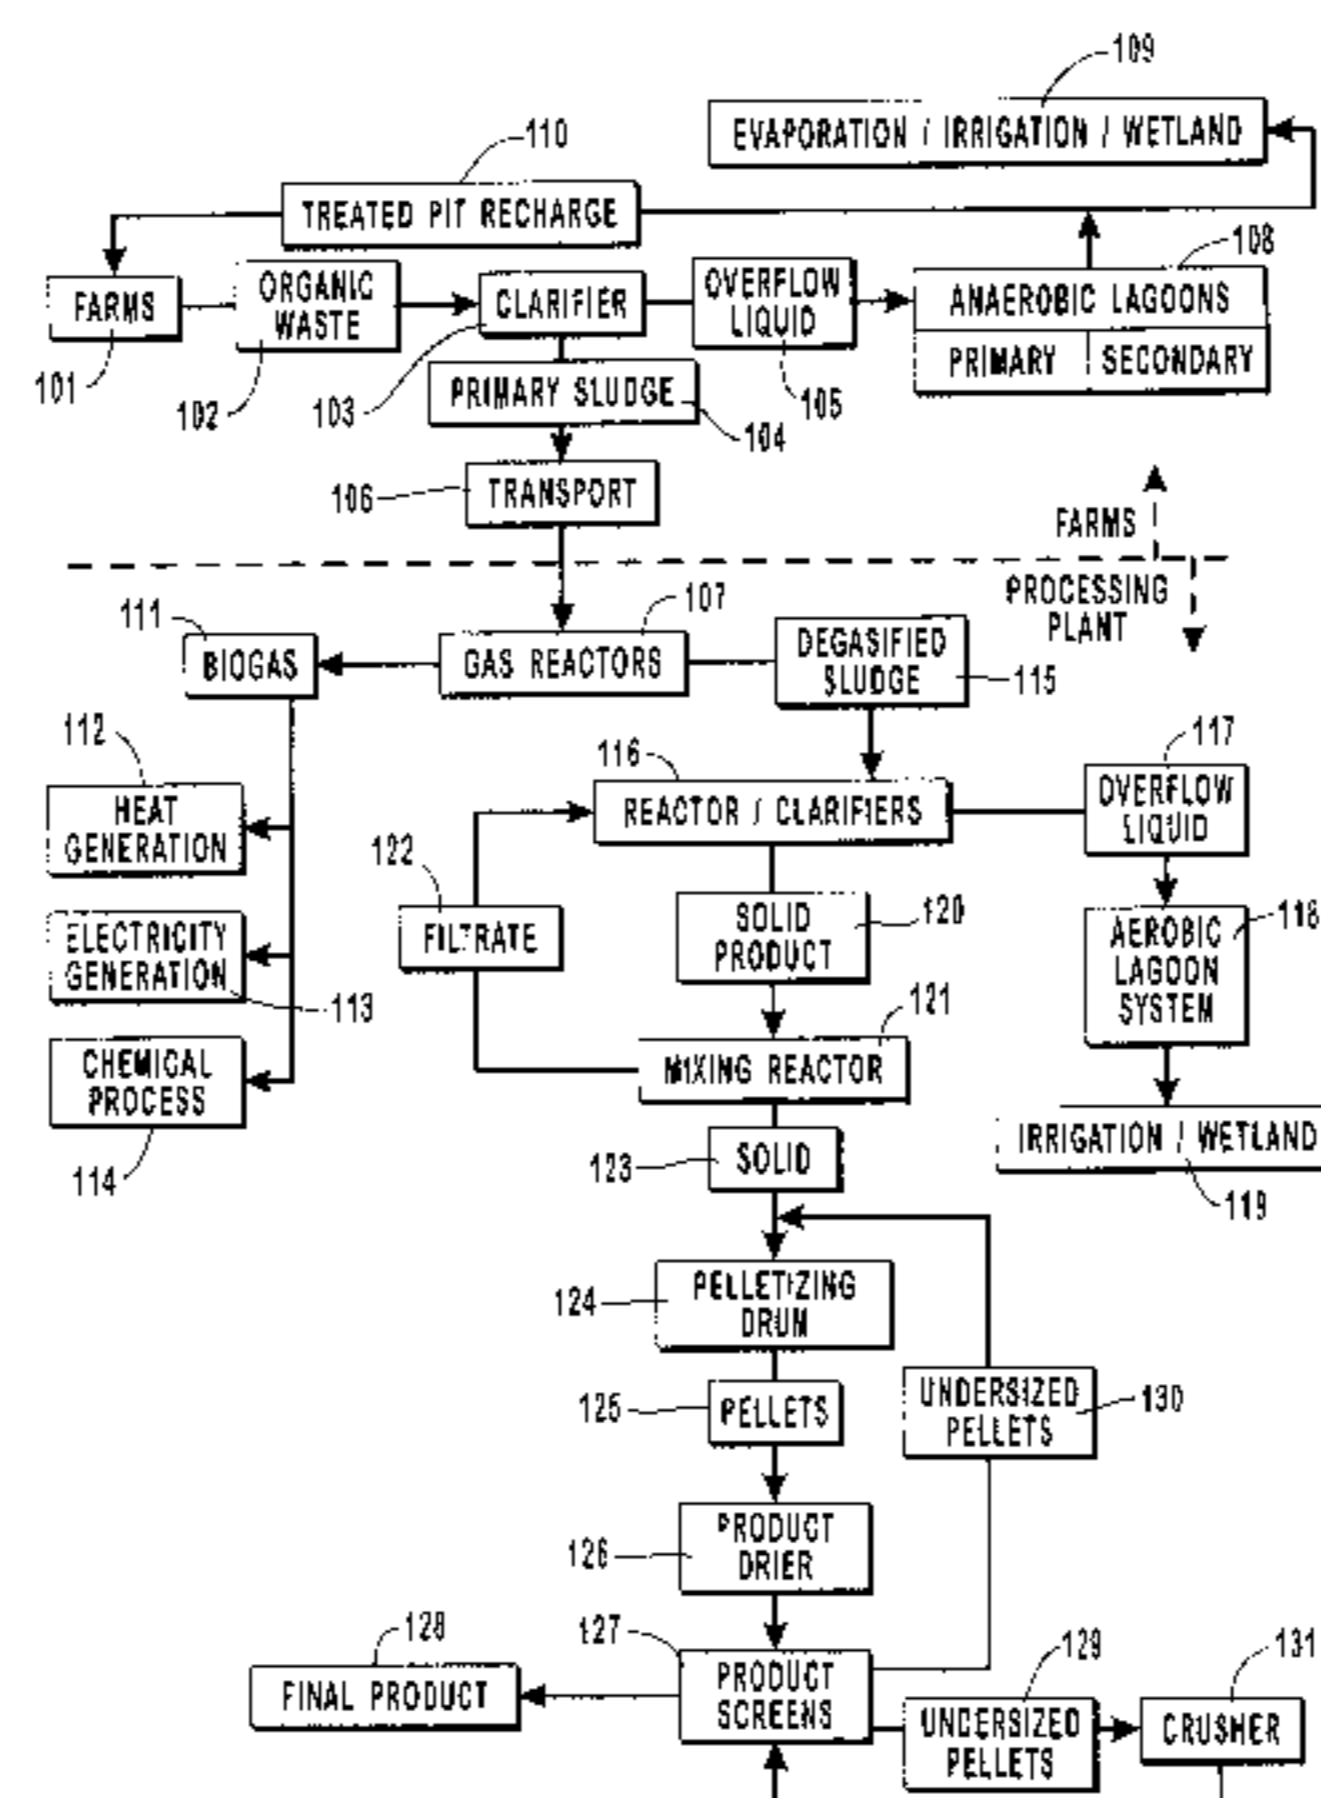 109
EVAPORATION / IRRIGATION / WETLAND
110
TREATED PIT RECHARGE
108
FARMS
ORGANIC
WASTE
CLARIFIER
OVERFLOW
LIQUID
ANAEROBIC LAGOONS
PRIMARY
SECONDARY
101
102
103
PRIMARY SLUDGE
105
104
106
TRANSPORT
FARMS
PROCESSING
PLANT
111
107
BIOGAS
GAS REACTORS
DEGASIFIED
SLUDGE
115
112
116
117
HEAT
GENERATION
REACTOR / CLARIFIERS
OVERFLOW
LIQUID
122
ELECTRICITY
GENERATION
FILTRATE
SOLID
PRODUCT
120
AEROBIC
LAGOON
SYSTEM
118
113
121
CHEMICAL
PROCESS
MIXING REACTOR
114
123
SOLID
IRRIGATION / WETLAND
119
124
PELLETIZING
DRUM
125
PELLETS
UNDERSIZED
PELLETS
130
126
PRODUCT
DRIER
128
127
129
131
FINAL PRODUCT
PRODUCT
SCREENS
UNDERSIZED
PELLETS
CRUSHER